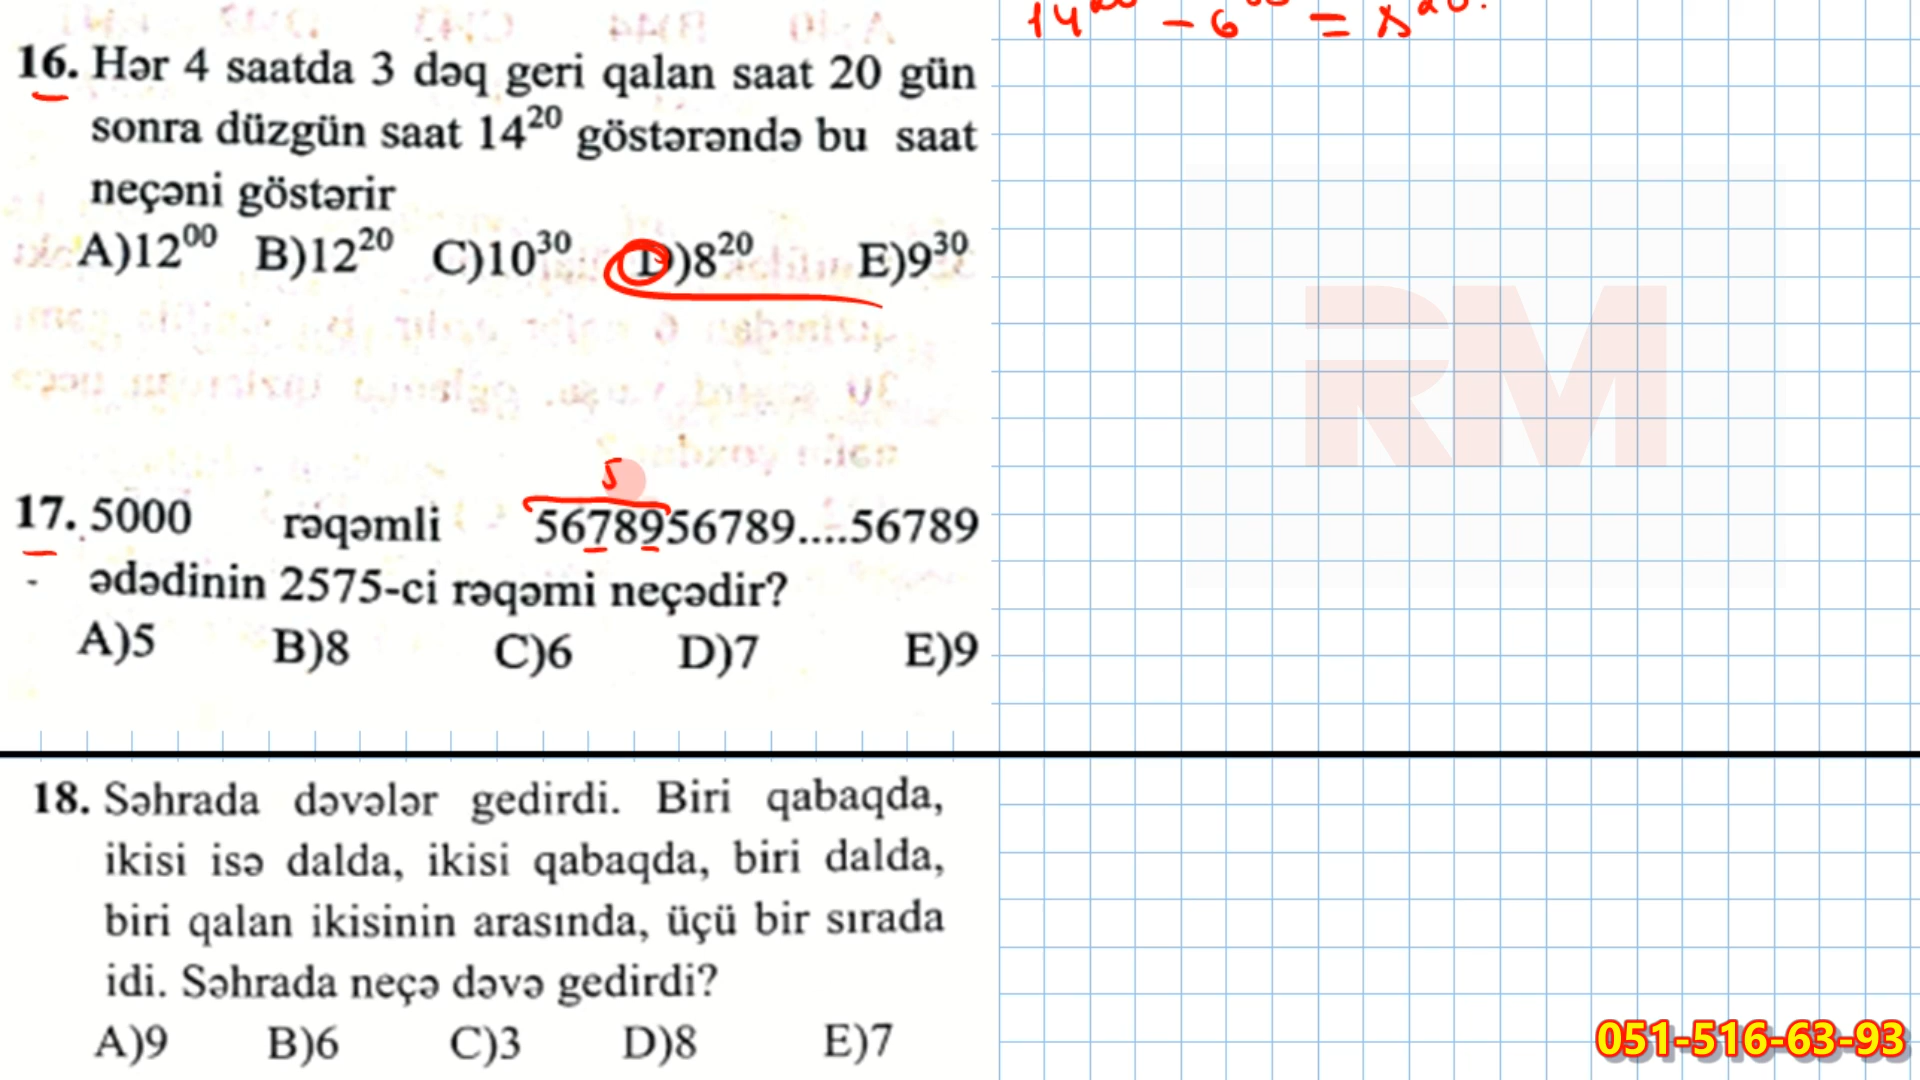 16. Hər 4 saatda 3 dəq geri qalan saat 20 gün
sonra düzgün saat 14²⁰ göstərəndə bu saat
neçəni göstərir
A)12⁰⁰ B)12²⁰ C)10³⁰ D)8²⁰ E)9³⁰
5
17. 5000 rəqəmli 5678956789....56789
ədədinin 2575-ci rəqəmi neçədir?
A)5 B)8 C)6 D)7 E)9
18. Səhrada dəvələr gedirdi. Biri qabaqda,
ikisi isə dalda, ikisi qabaqda, biri dalda,
biri qalan ikisinin arasında, üçü bir sırada
idi. Səhrada neçə dəvə gedirdi?
A)9 B)6 C)3 D)8 E)7
RM
051-516-63-93